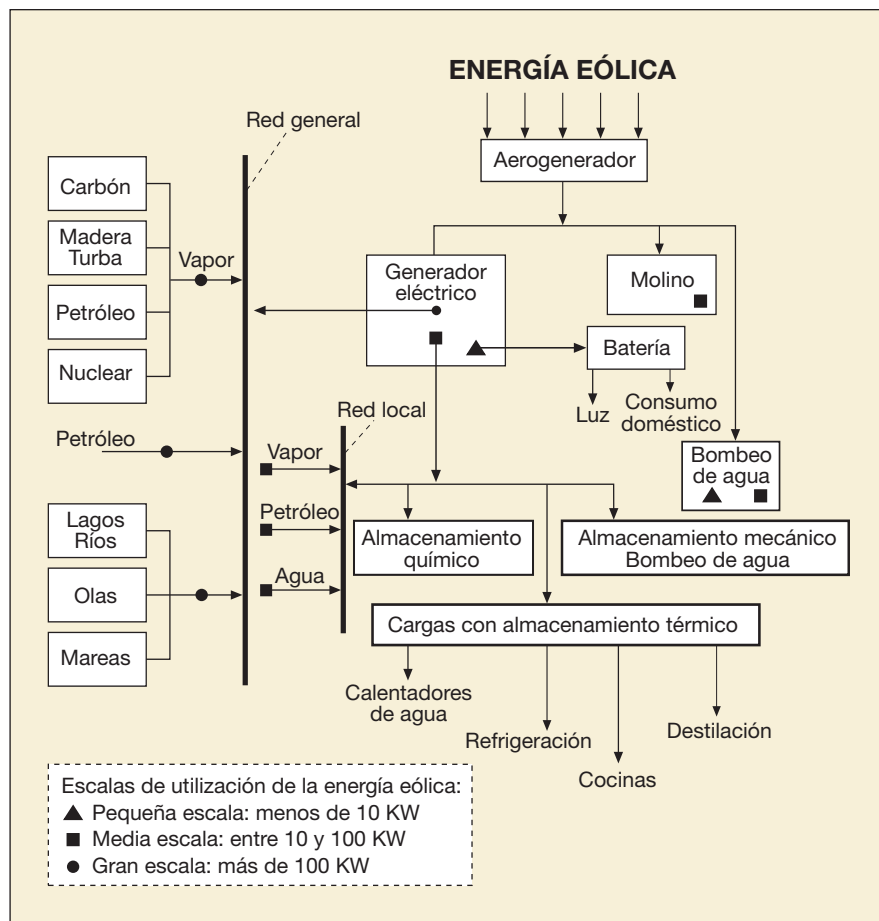 ENERGÍA EÓLICA
Red general
Aerogenerador
Carbón
Madera
Turba
Vapor
Petróleo
Nuclear
Generador
eléctrico
Molino
Batería
Luz
Consumo
doméstico
Petróleo
Red local
Bombeo
de agua
Vapor
Petróleo
Agua
Lagos
Ríos
Olas
Mareas
Almacenamiento
químico
Almacenamiento mecánico
Bombeo de agua
Cargas con almacenamiento térmico
Calentadores
de agua
Refrigeración
Cocinas
Destilación
Escalas de utilización de la energía eólica:
Pequeña escala: menos de 10 KW
Media escala: entre 10 y 100 KW
Gran escala: más de 100 KW